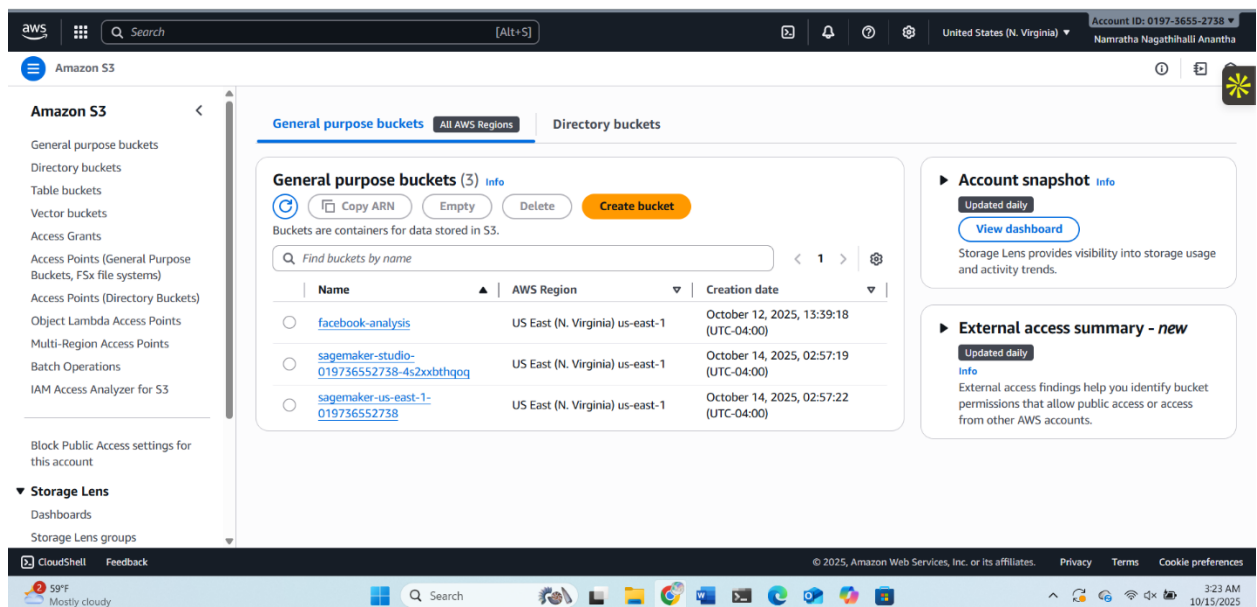 aws
Search
[Alt+S]
United States (N. Virginia) ▼
Account ID: 0197-3655-2738 ▼
Namratha Nagathihalli Anantha
Amazon S3
Amazon S3
General purpose buckets
Directory buckets
Table buckets
Vector buckets
Access Grants
Access Points (General Purpose
Buckets, FSx file systems)
Access Points (Directory Buckets)
Object Lambda Access Points
Multi-Region Access Points
Batch Operations
IAM Access Analyzer for S3
Block Public Access settings for
this account
Storage Lens
Dashboards
Storage Lens groups
General purpose buckets All AWS Regions
Directory buckets
General purpose buckets (3) Info
Copy ARN
Empty
Delete
Create bucket
Buckets are containers for data stored in S3.
Find buckets by name
1
Name
AWS Region
Creation date
facebook-analysis
US East (N. Virginia) us-east-1
October 12, 2025, 13:39:18
(UTC-04:00)
sagemaker-studio-
019736552738-4s2xxbthqoq
US East (N. Virginia) us-east-1
October 14, 2025, 02:57:19
(UTC-04:00)
sagemaker-us-east-1-
019736552738
US East (N. Virginia) us-east-1
October 14, 2025, 02:57:22
(UTC-04:00)
Account snapshot Info
Updated daily
View dashboard
Storage Lens provides visibility into storage usage
and activity trends.
External access summary - new
Updated daily
Info
External access findings help you identify bucket
permissions that allow public access or access
from other AWS accounts.
CloudShell
Feedback
© 2025, Amazon Web Services, Inc. or its affiliates.
Privacy
Terms
Cookie preferences
2
59°F
Mostly cloudy
Search
3:23 AM
10/15/2025